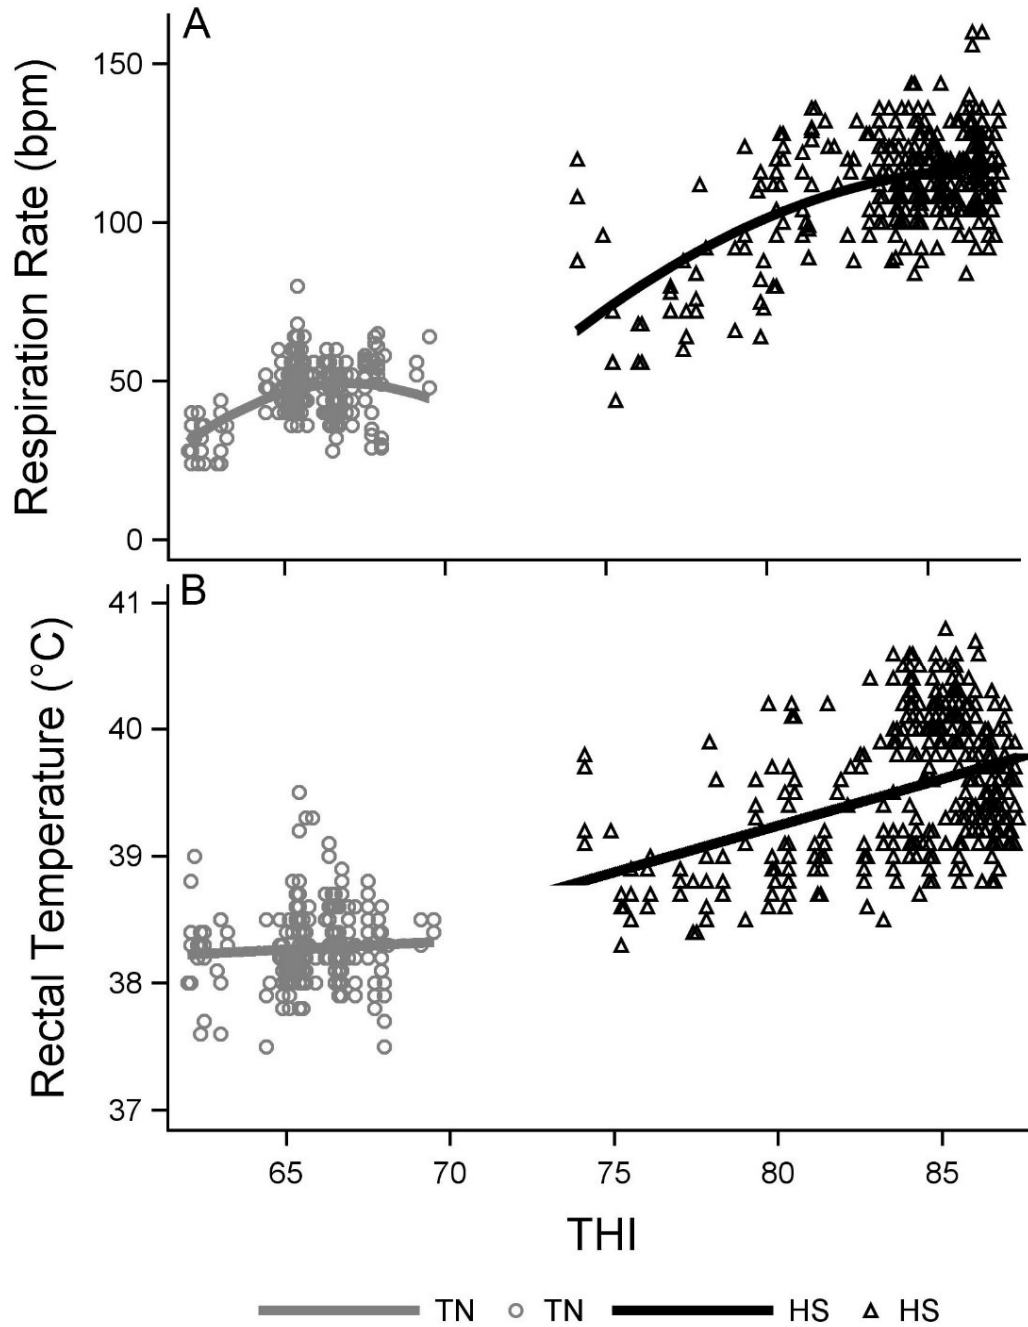 A
Respiration Rate (bpm)
150
100
50
0
B
Rectal Temperature (°C)
41
40
39
38
37
65 70 75 80 85
THI
TN TN HS HS